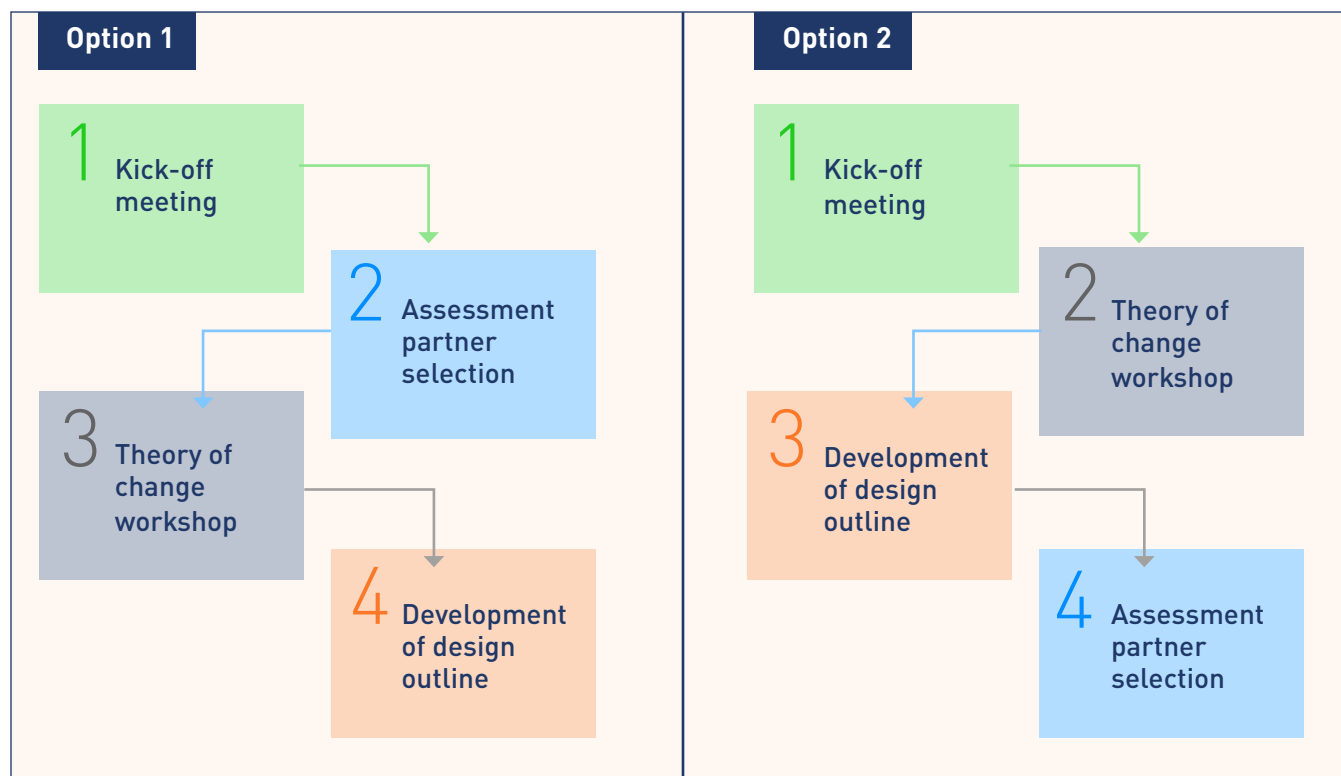 Option 1
1
Kick-off
meeting
2
Assessment
partner
selection
3
Theory of
change
workshop
4
Development
of design
outline
Option 2
1
Kick-off
meeting
2
Theory of
change
workshop
3
Development
of design
outline
4
Assessment
partner
selection